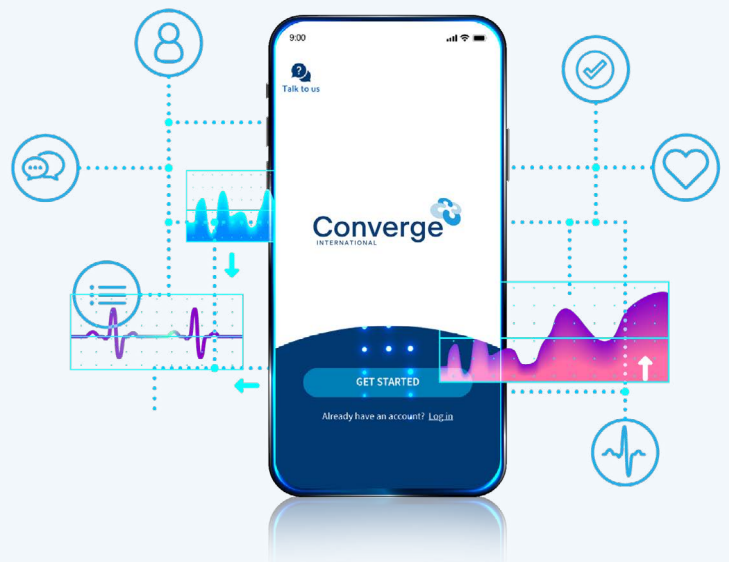 9:00
?
Talk to us
Converge
INTERNATIONAL
GET STARTED
Already have an account? Log in